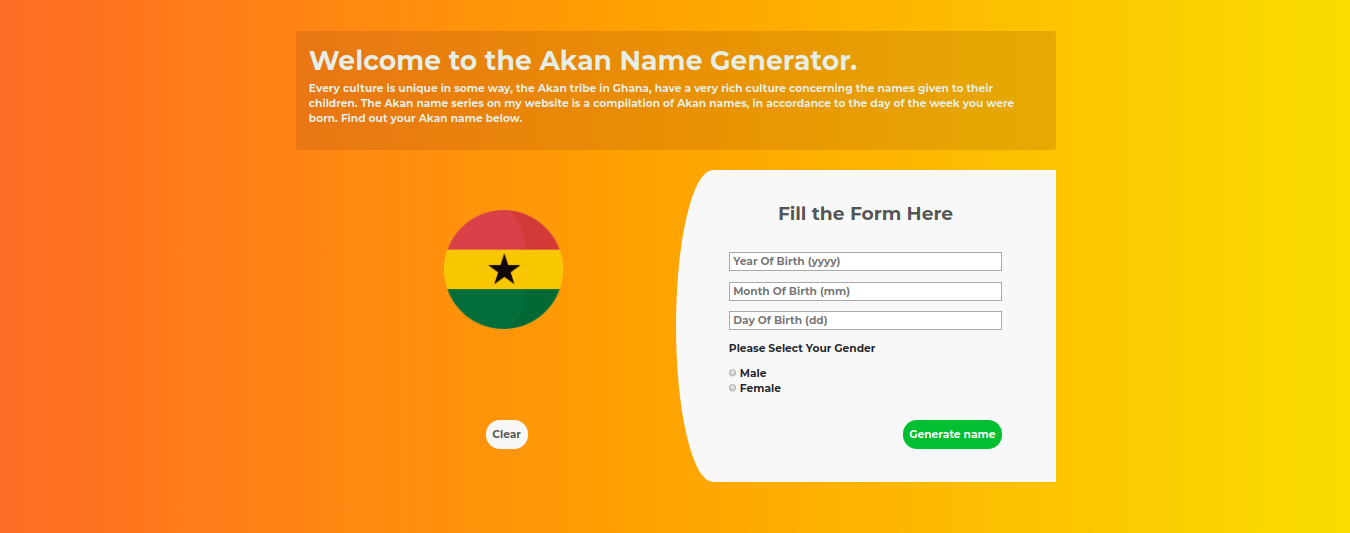 Welcome to the Akan Name Generator.
Every culture is unique in some way, the Akan tribe in Ghana, have a very rich culture concerning the names given to their
children. The Akan name series on my website is a compilation of Akan names, in accordance to the day of the week you were
born. Find out your Akan name below.
Fill the Form Here
Year Of Birth (yyyy)
Month Of Birth (mm)
Day Of Birth (dd)
Please Select Your Gender
Male
Female
Clear
Generate name